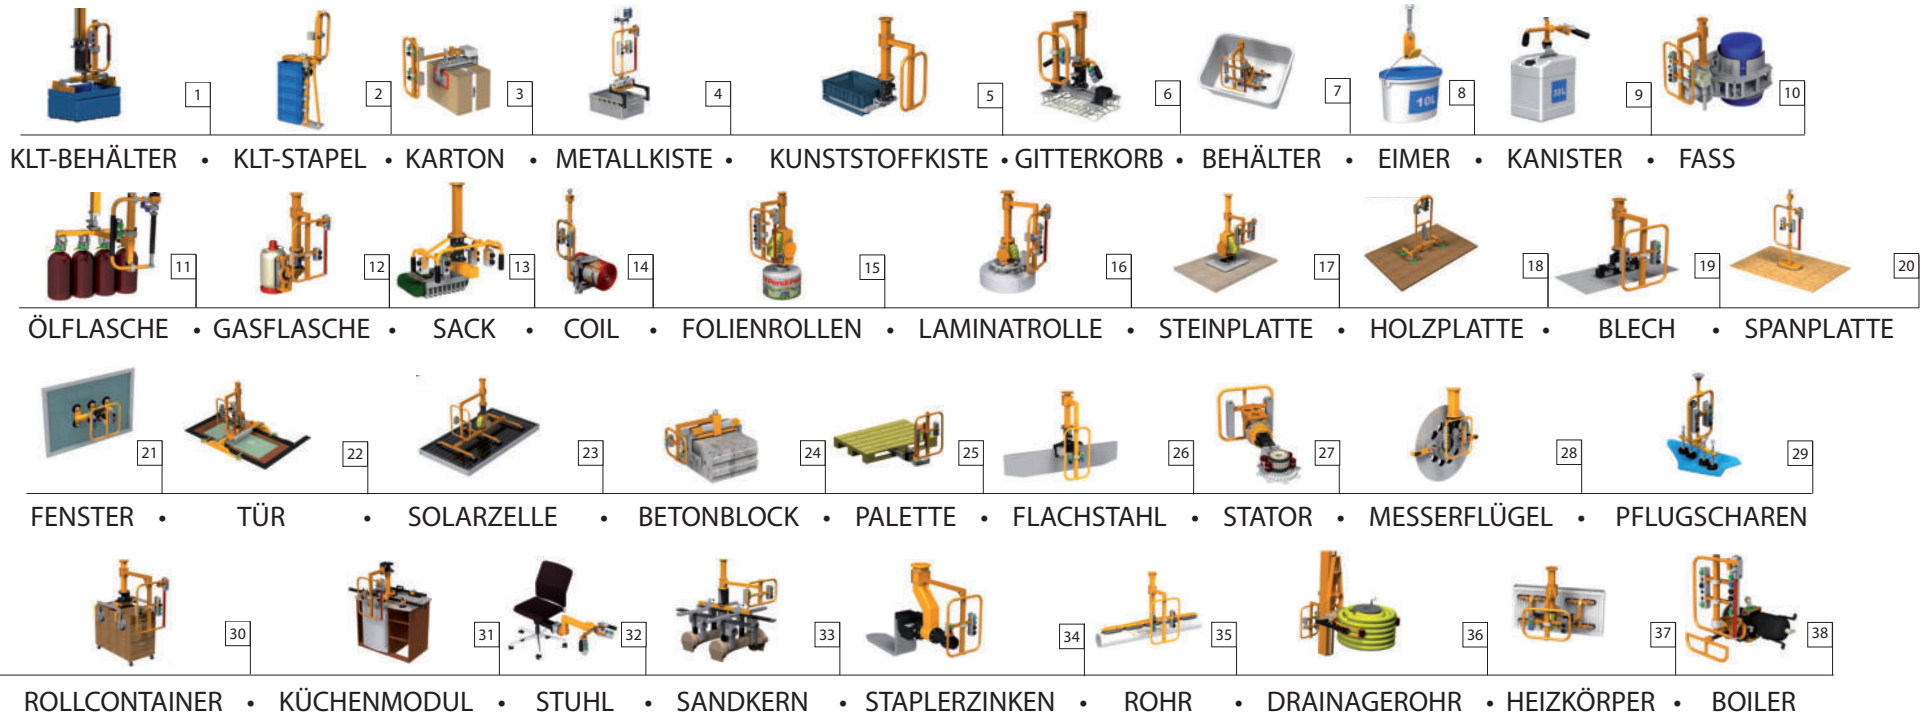 1 2 3 4 5 6 7 8 9 10
10L
30L
KLT-BEHÄLTER • KLT-STAPEL • KARTON • METALLKISTE • KUNSTSTOFFKISTE • GITTERKORB • BEHÄLTER • EIMER • KANISTER • FASS
11 12 13 14 15 16 17 18 19 20
ÖLFLASCHE • GASFLASCHE • SACK • COIL • FOLIENROLLEN • LAMINATROLLE • STEINPLATTE • HOLZPLATTE • BLECH • SPANPLATTE
21 22 23 24 25 26 27 28 29
FENSTER • TÜR • SOLARZELLE • BETONBLOCK • PALETTE • FLACHSTAHL • STATOR • MESSERFLÜGEL • PFLUGSCHAREN
30 31 32 33 34 35 36 37 38
ROLLCONTAINER • KÜCHENMODUL • STUHL • SANDKERN • STAPLERZINKEN • ROHR • DRAINAGEROHR • HEIZKÖRPER • BOILER